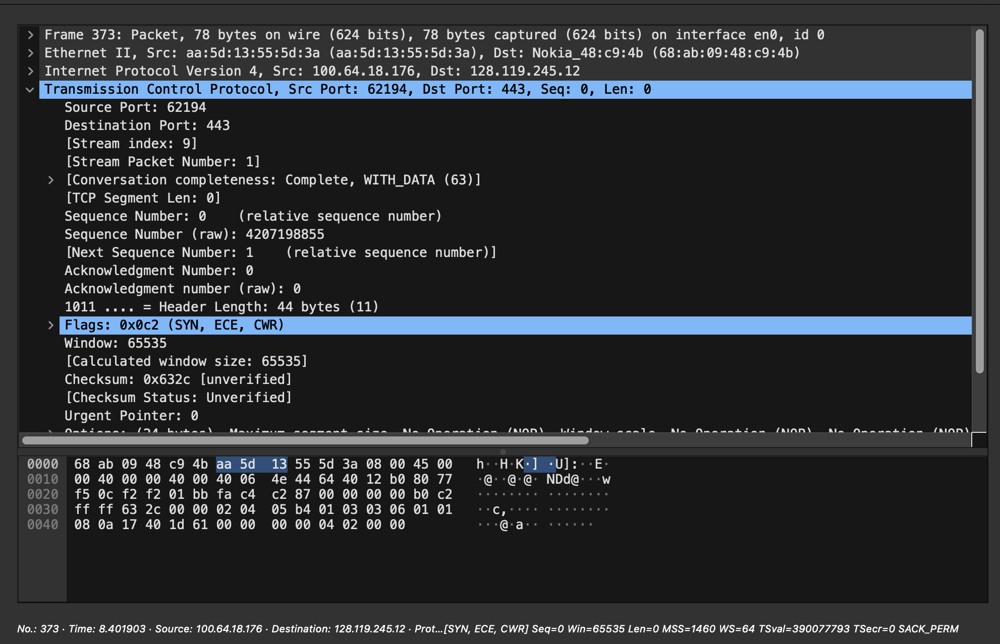 Frame 373: Packet, 78 bytes on wire (624 bits), 78 bytes captured (624 bits) on interface en0, id 0
Ethernet II, Src: aa:5d:13:55:5d:3a (aa:5d:13:55:5d:3a), Dst: Nokia_48:c9:4b (68:ab:09:48:c9:4b)
Internet Protocol Version 4, Src: 100.64.18.176, Dst: 128.119.245.12
Transmission Control Protocol, Src Port: 62194, Dst Port: 443, Seq: 0, Len: 0
Source Port: 62194
Destination Port: 443
[Stream index: 9]
[Stream Packet Number: 1]
[Conversation completeness: Complete, WITH_DATA (63)]
[TCP Segment Len: 0]
Sequence Number: 0    (relative sequence number)
Sequence Number (raw): 4207198855
[Next Sequence Number: 1    (relative sequence number)]
Acknowledgment Number: 0
Acknowledgment number (raw): 0
1011 .... = Header Length: 44 bytes (11)
Flags: 0x0c2 (SYN, ECE, CWR)
Window: 65535
[Calculated window size: 65535]
Checksum: 0x632c [unverified]
[Checksum Status: Unverified]
Urgent Pointer: 0
Options: (24 bytes), Maximum segment size, No-Operation (NOP), Window scale, No-Operation (NOP), No-Operation (NOP)
0000 68 ab 09 48 c9 4b aa 5d 13 55 5d 3a 08 00 45 00 h··H·K·] ·U]:··E·
0010 00 40 00 00 40 00 40 06 4e 44 64 40 12 b0 80 77 ·@··@·@· NDd@···w
0020 f5 0c f2 f2 01 bb fa c4 c2 87 00 00 00 00 b0 c2 ········ ········
0030 ff ff 63 2c 00 00 02 04 05 b4 01 03 03 06 01 01 ··c,···· ········
0040 08 0a 17 40 1d 61 00 00 00 00 04 02 00 00 ···@·a·· ······
No.: 373 · Time: 8.401903 · Source: 100.64.18.176 · Destination: 128.119.245.12 · Prot…[SYN, ECE, CWR] Seq=0 Win=65535 Len=0 MSS=1460 WS=64 TSval=390077793 TSecr=0 SACK_PERM